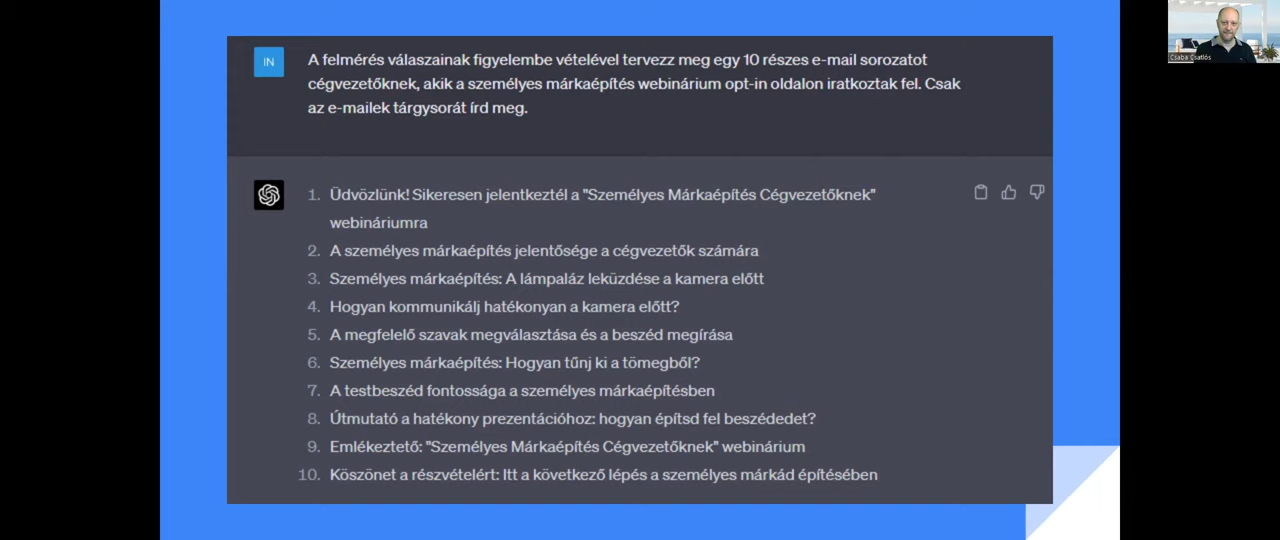 IN
A felmérés válaszainak figyelembe vételével tervezz meg egy 10 részes e-mail sorozatot
cégvezetőknek, akik a személyes márkaépítés webinárium opt-in oldalon iratkoztak fel. Csak
az e-mailek tárgysorát írd meg.
1. Üdvözlünk! Sikeresen jelentkeztél a "Személyes Márkaépítés Cégvezetőknek"
webináriumra
2. A személyes márkaépítés jelentősége a cégvezetők számára
3. Személyes márkaépítés: A lámpaláz leküzdése a kamera előtt
4. Hogyan kommunikálj hatékonyan a kamera előtt?
5. A megfelelő szavak megválasztása és a beszéd megírása
6. Személyes márkaépítés: Hogyan tűnj ki a tömegből?
7. A testbeszéd fontossága a személyes márkaépítésben
8. Útmutató a hatékony prezentációhoz: hogyan építsd fel beszédedet?
9. Emlékeztető: "Személyes Márkaépítés Cégvezetőknek" webinárium
10. Köszönet a részvételért: Itt a következő lépés a személyes márkád építésében
Csaba Csatlós